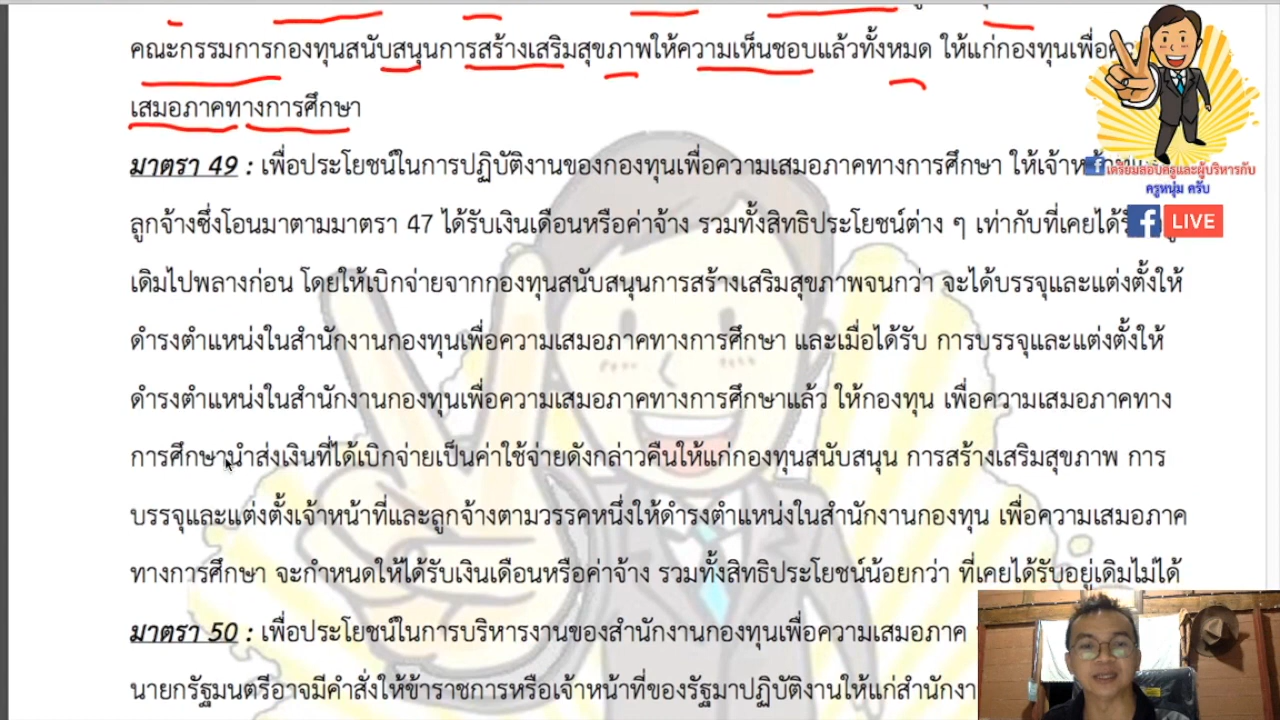 คณะกรรมการกองทุนสนับสนุนการสร้างเสริมสุขภาพให้ความเห็นชอบแล้วทั้งหมด ให้แก่กองทุนเพื่อ
เสมอภาคทางการศึกษา
มาตรา 49 : เพื่อประโยชน์ในการปฏิบัติงานของกองทุนเพื่อความเสมอภาคทางการศึกษา ให้เจ้าหน้าที่
ลูกจ้างซึ่งโอนมาตามมาตรา 47 ได้รับเงินเดือนหรือค่าจ้าง รวมทั้งสิทธิประโยชน์ต่าง ๆ เท่ากับที่เคยได้
เดิมไปพลางก่อน โดยให้เบิกจ่ายจากกองทุนสนับสนุนการสร้างเสริมสุขภาพจนกว่า จะได้บรรจุและแต่งตั้งให้
ดำรงตำแหน่งในสำนักงานกองทุนเพื่อความเสมอภาคทางการศึกษา และเมื่อได้รับ การบรรจุและแต่งตั้งให้
ดำรงตำแหน่งในสำนักงานกองทุนเพื่อความเสมอภาคทางการศึกษาแล้ว ให้กองทุน เพื่อความเสมอภาคทาง
การศึกษานำส่งเงินที่ได้เบิกจ่ายเป็นค่าใช้จ่ายดังกล่าวคืนให้แก่กองทุนสนับสนุน การสร้างเสริมสุขภาพ การ
บรรจุและแต่งตั้งเจ้าหน้าที่และลูกจ้างตามวรรคหนึ่งให้ดำรงตำแหน่งในสำนักงานกองทุน เพื่อความเสมอภาค
ทางการศึกษา จะกำหนดให้ได้รับเงินเดือนหรือค่าจ้าง รวมทั้งสิทธิประโยชน์น้อยกว่า ที่เคยได้รับอยู่เดิมไม่ได้
มาตรา 50 : เพื่อประโยชน์ในการบริหารงานของสำนักงานกองทุนเพื่อความเสมอภาค
นายกรัฐมนตรีอาจมีคำสั่งให้ข้าราชการหรือเจ้าหน้าที่ของรัฐมาปฏิบัติงานให้แก่สำนักงา
f เตรียมสอบครูและผู้บริหารกับ
ครูหนุ่ม ครับ
f LIVE